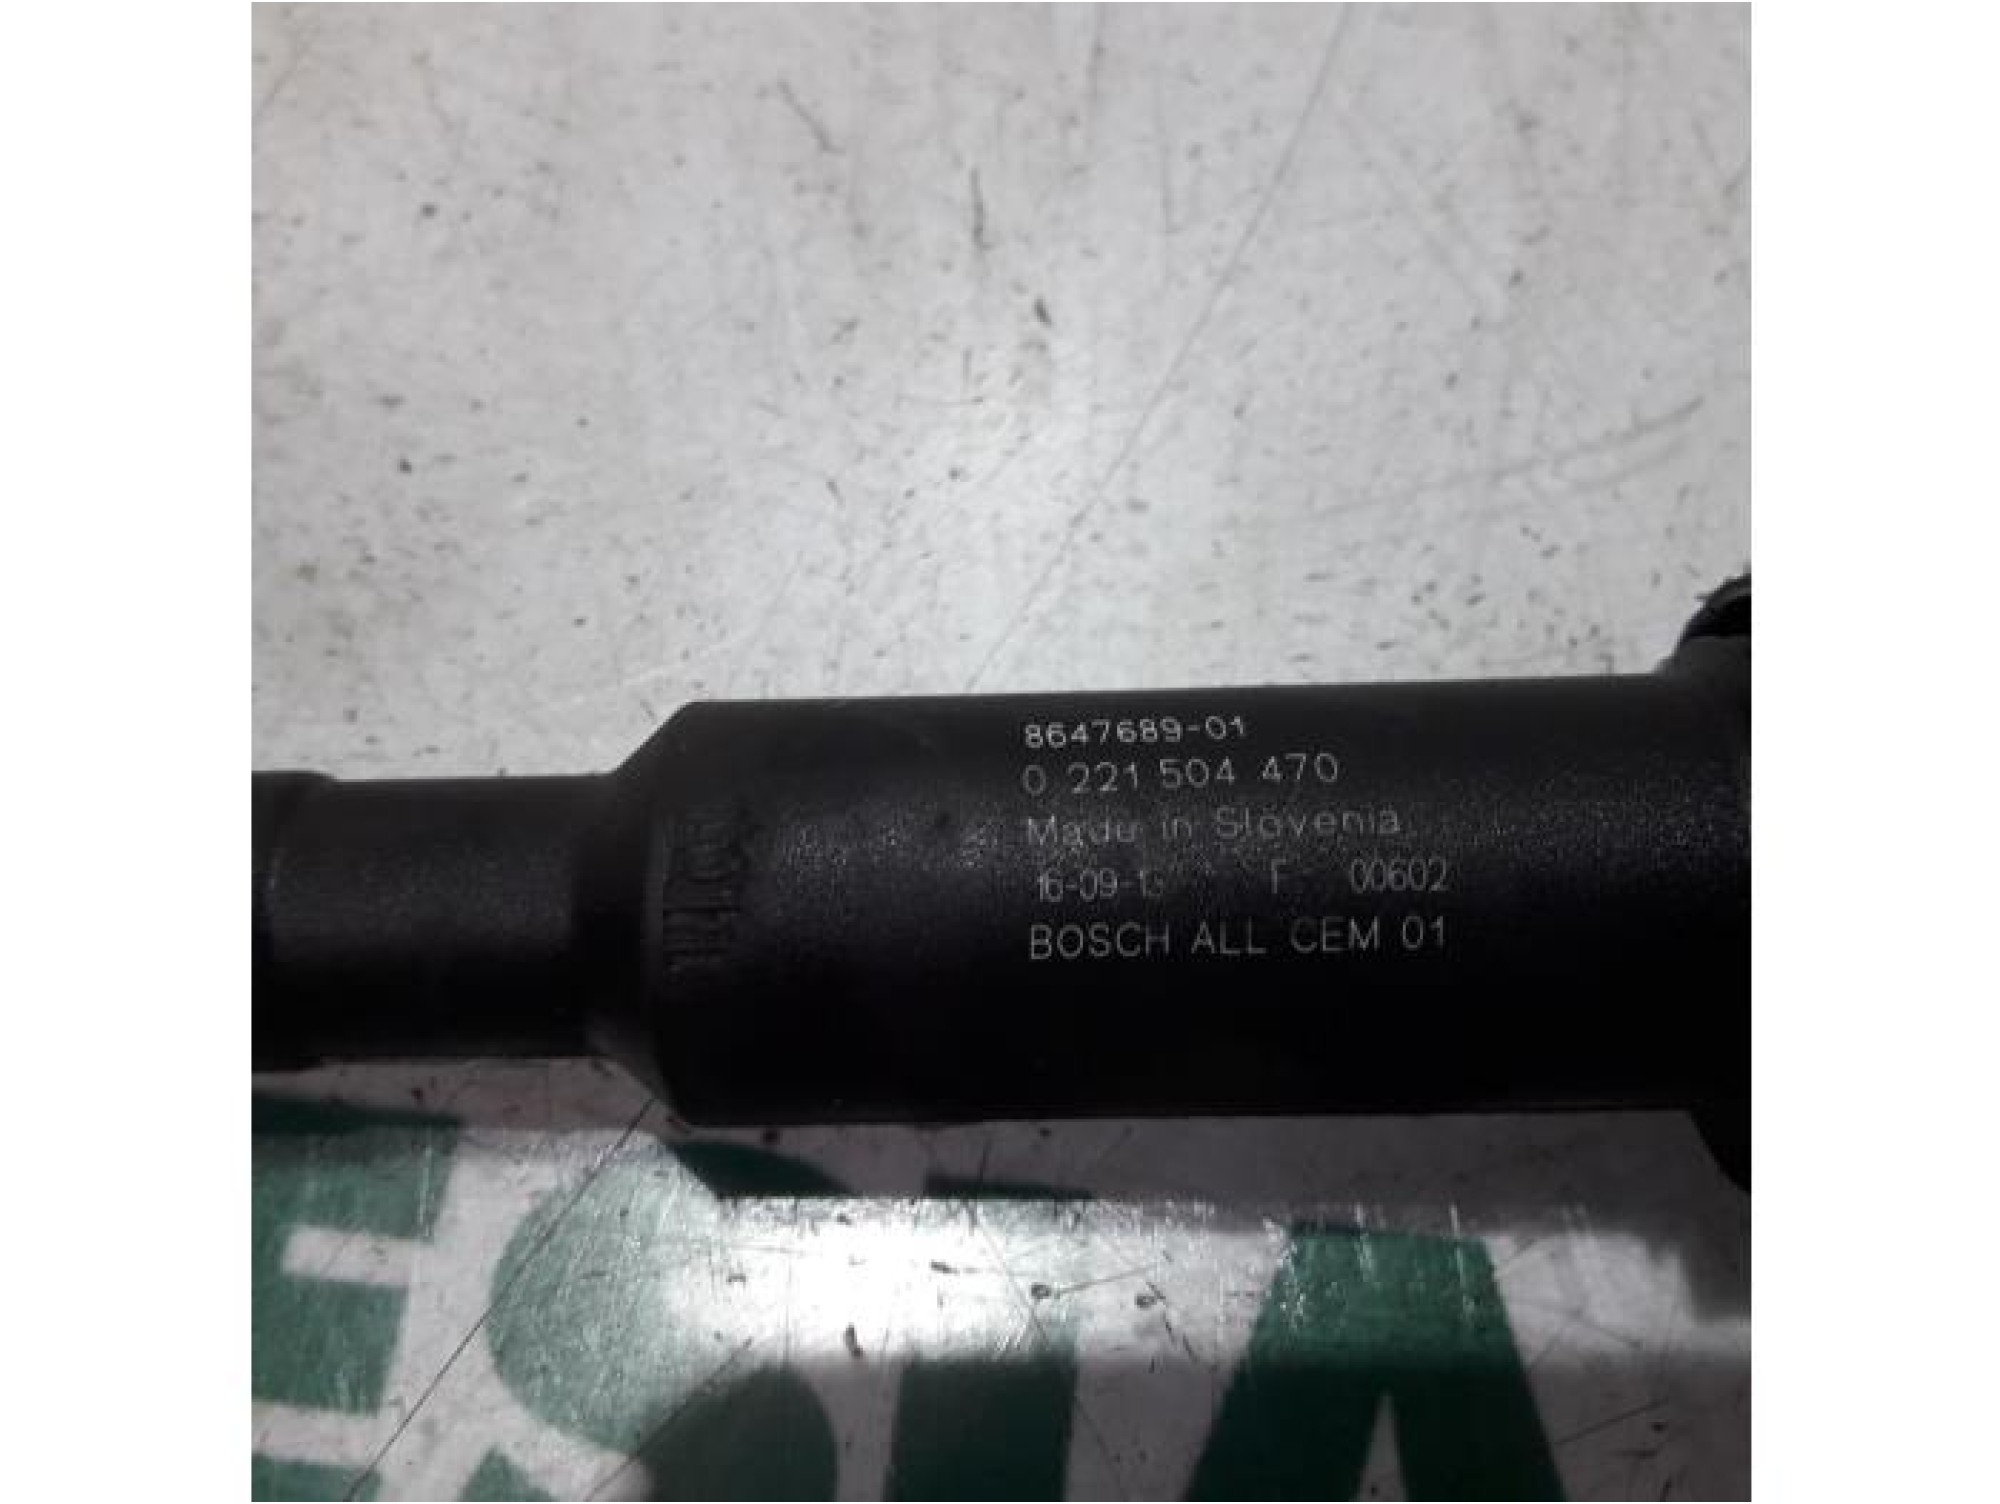 8647689-01
0 221 504 470
Made in Slovenia
F 00602
BOSCH ALL CEM 01